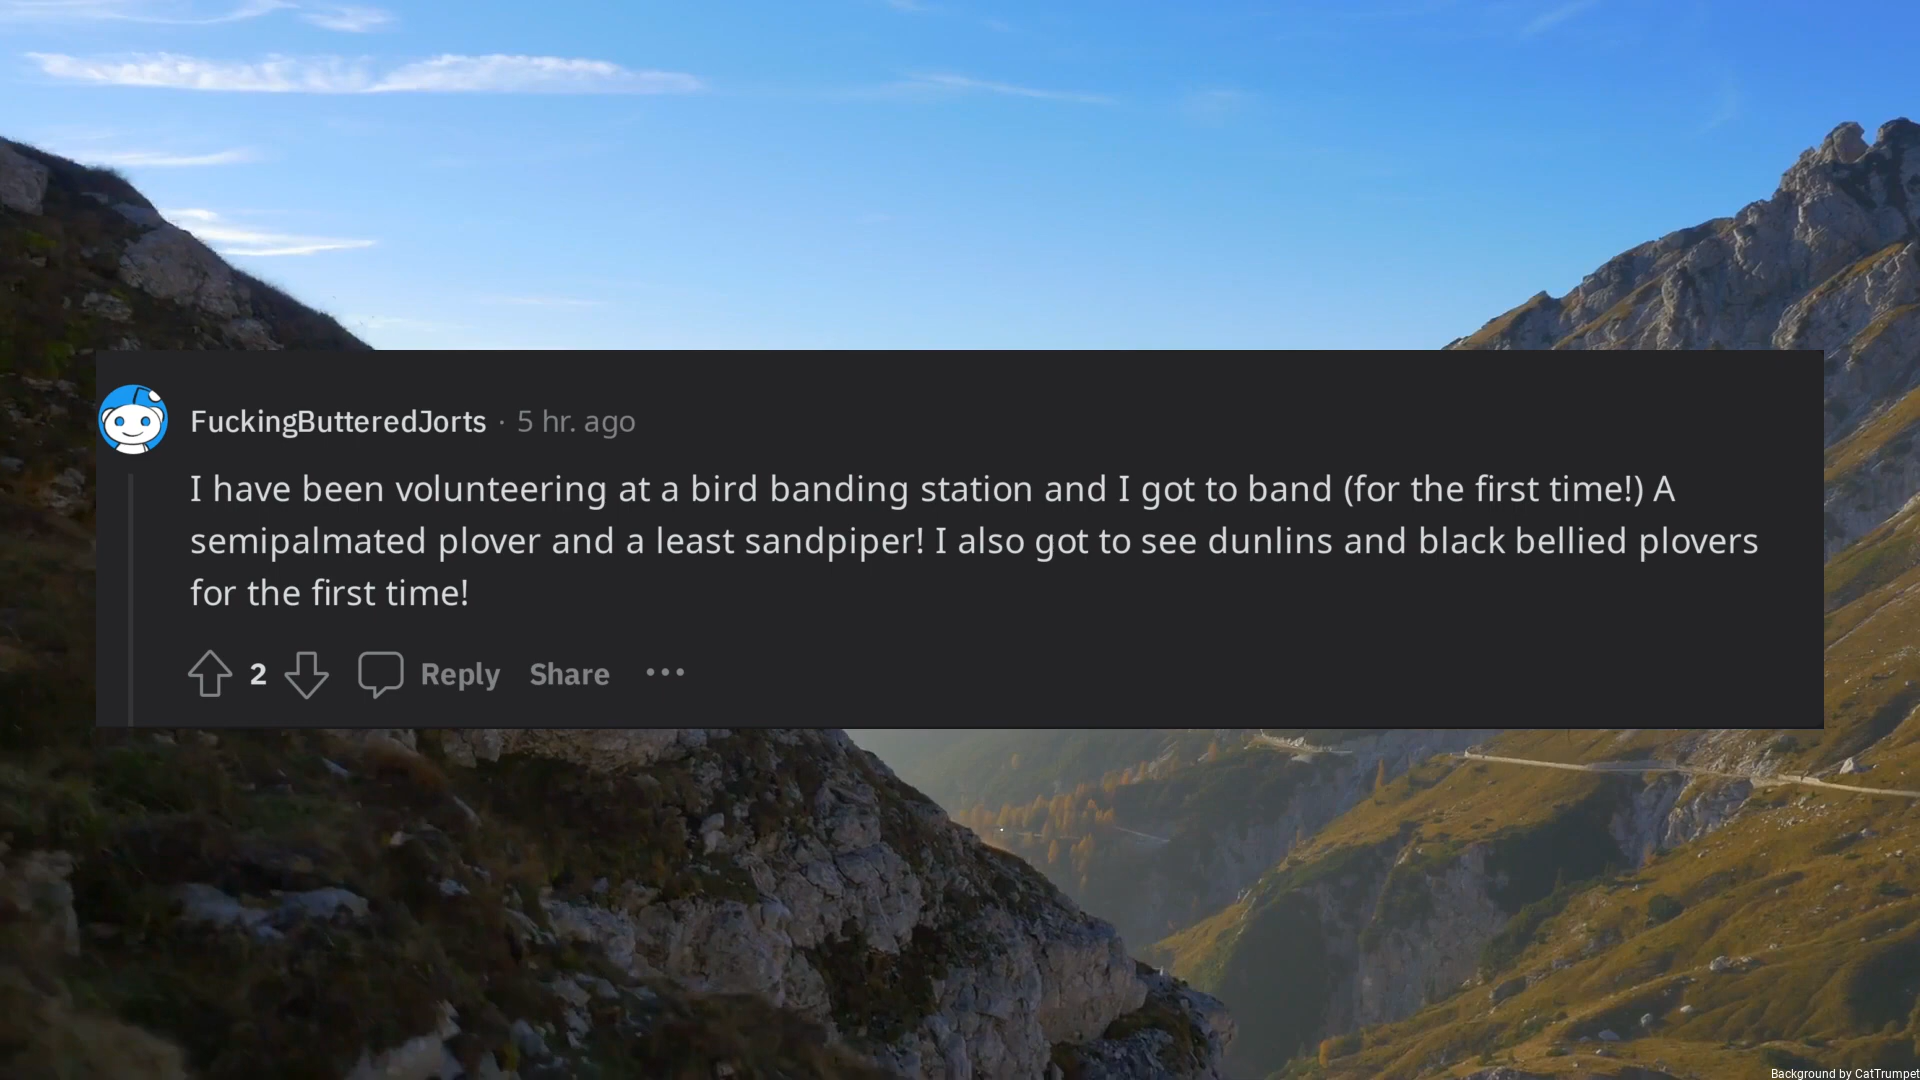 FuckingButteredJorts · 5 hr. ago
I have been volunteering at a bird banding station and I got to band (for the first time!) A
semipalmated plover and a least sandpiper! I also got to see dunlins and black bellied plovers
for the first time!
2 Reply Share •••
Background by CatTrumpet